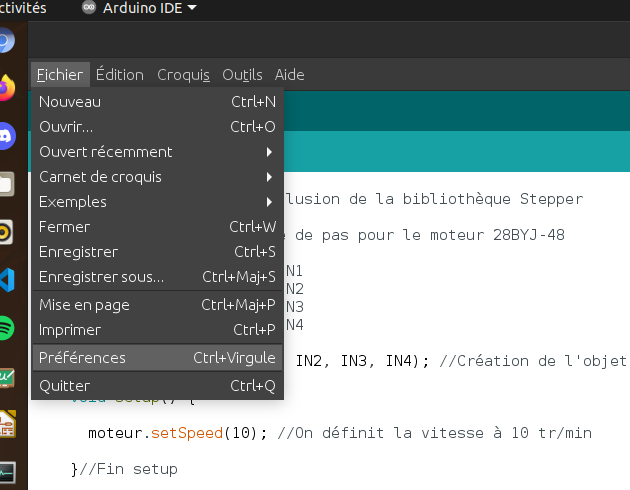 ctivités Arduino IDE
Fichier Édition Croquis Outils Aide
Nouveau Ctrl+N
Ouvrir... Ctrl+O
Ouvert récemment
Carnet de croquis
Exemples
Fermer Ctrl+W
Enregistrer Ctrl+S
Enregistrer sous... Ctrl+Maj+S
Mise en page Ctrl+Maj+P
Imprimer Ctrl+P
Préférences Ctrl+Virgule
Quitter Ctrl+Q
lusion de la bibliothèque Stepper
de pas pour le moteur 28BYJ-48
N1
N2
N3
N4
IN2, IN3, IN4); //Création de l'objet
void setup() {
moteur.setSpeed(10); //On définit la vitesse à 10 tr/min
}//Fin setup